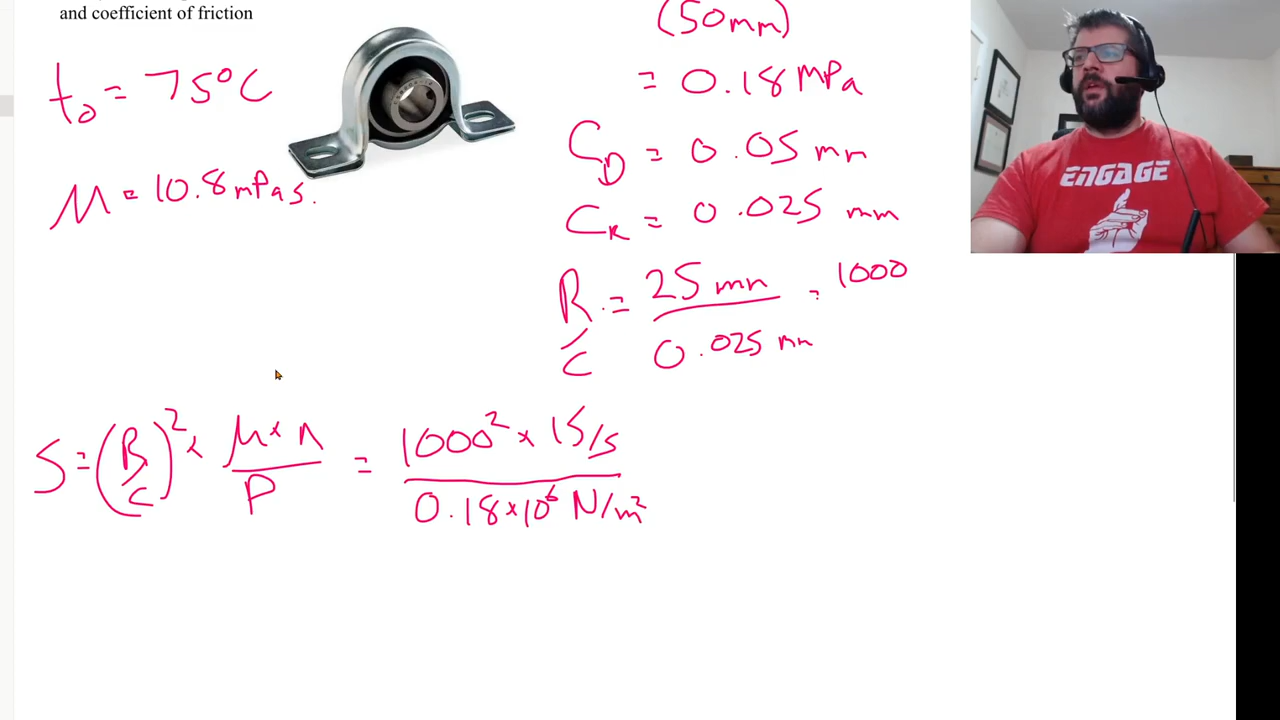 and coefficient of friction
t₀ = 75°C
μ = 10.8 mPa s.
(50mm)
= 0.18 MPa
C_D = 0.05 mm
C_R = 0.025 mm
R/C = 25 mm / 0.025 mm = 1000
S = (R/C)² × μ × n / P = 1000² × 15/s / 0.18×10⁶ N/m²
ENGAGE